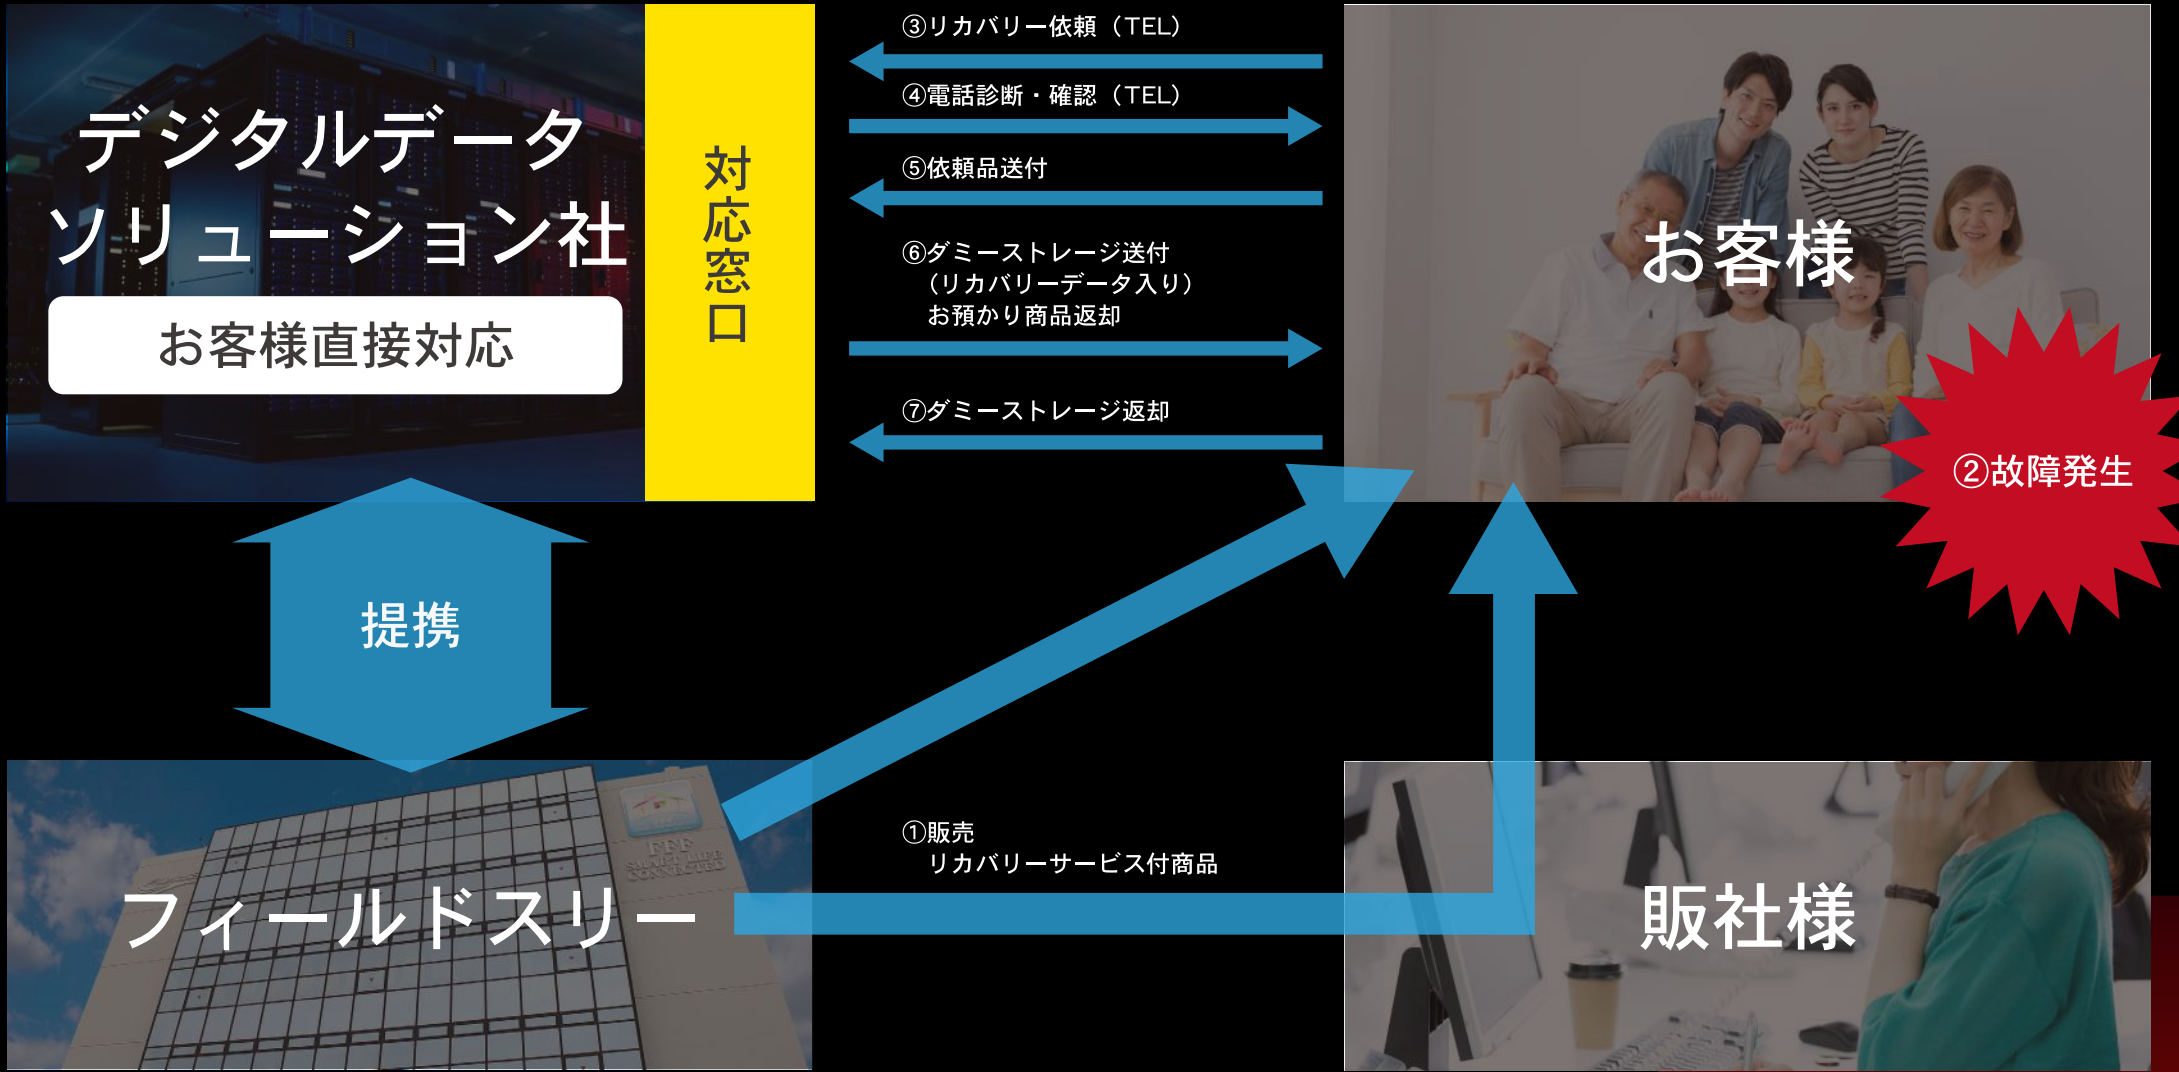 デジタルデータ
ソリューション社
お客様直接対応
対応窓口
③リカバリー依頼（TEL）
④電話診断・確認（TEL）
⑤依頼品送付
⑥ダミーストレージ送付
（リカバリーデータ入り）
お預かり商品返却
⑦ダミーストレージ返却
お客様
②故障発生
提携
FFF
SMART LIFE
CONNECTED
フィールドスリー
①販売
リカバリーサービス付商品
販社様